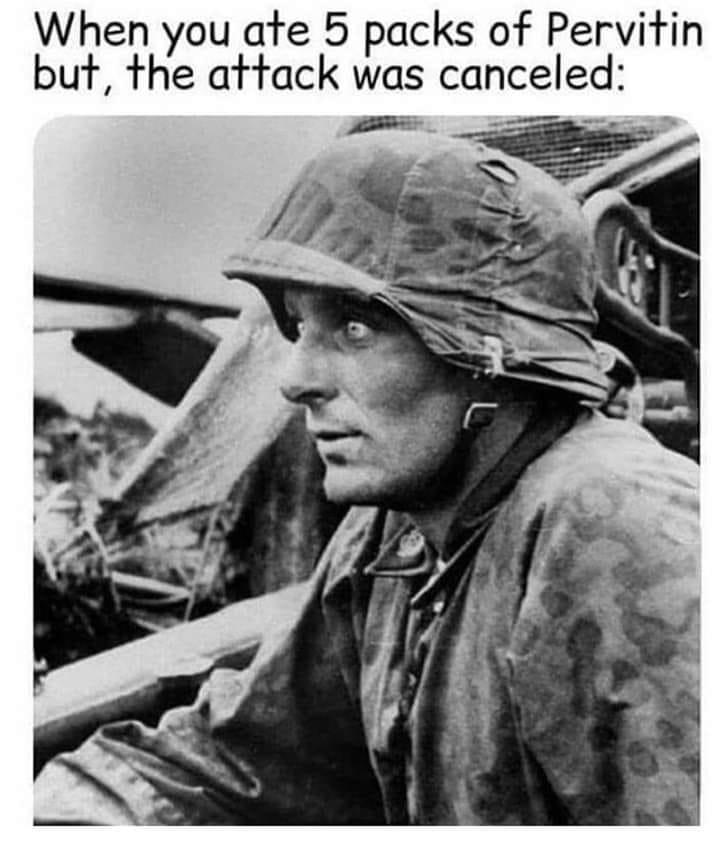 When you ate 5 packs of Pervitin
but, the attack was canceled: